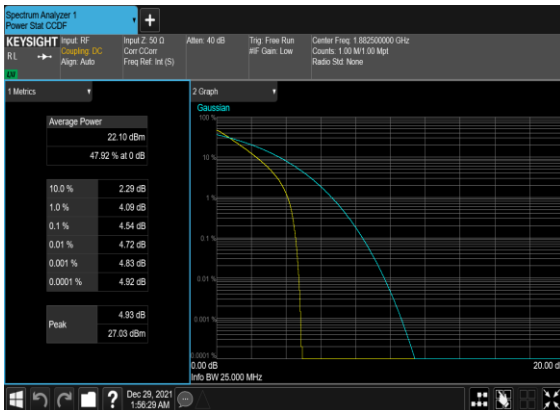 Spectrum Analyzer 1
Power Stat CCDF
KEYSIGHT
RL
Input: RF
Coupling: DC
Align: Auto
Input Z: 50 Ω
Corr CCorr
Freq Ref: Int (S)
Atten: 40 dB
Trig: Free Run
#IF Gain: Low
Center Freq: 1.882500000 GHz
Counts: 1.00 M/1.00 Mpt
Radio Std: None
1 Metrics
Average Power
22.10 dBm
47.92 % at 0 dB
10.0 % 2.29 dB
1.0 % 4.09 dB
0.1 % 4.54 dB
0.01 % 4.72 dB
0.001 % 4.83 dB
0.0001 % 4.92 dB
Peak
4.93 dB
27.03 dBm
2 Graph
Gaussian
100 %
10 %
1 %
0.1 %
0.01 %
0.001 %
0.0001 %
0.00 dB
20.00 d
Info BW 25.000 MHz
Dec 29, 2021
1:56:29 AM